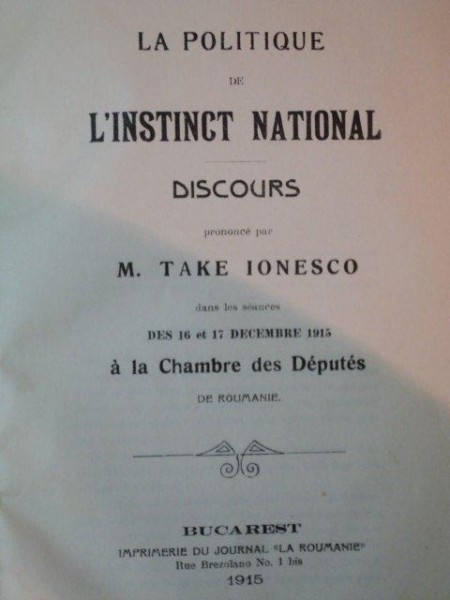 LA POLITIQUE
DE
L'INSTINCT NATIONAL
DISCOURS
prononcé par
M. TAKE IONESCO
dans les séances
DES 16 et 17 DECEMBRE 1915
à la Chambre des Députés
DE ROUMANIE.
BUCAREST
IMPRIMERIE DU JOURNAL "LA ROUMANIE"
Rue Brezolano No. 1 bis
1915